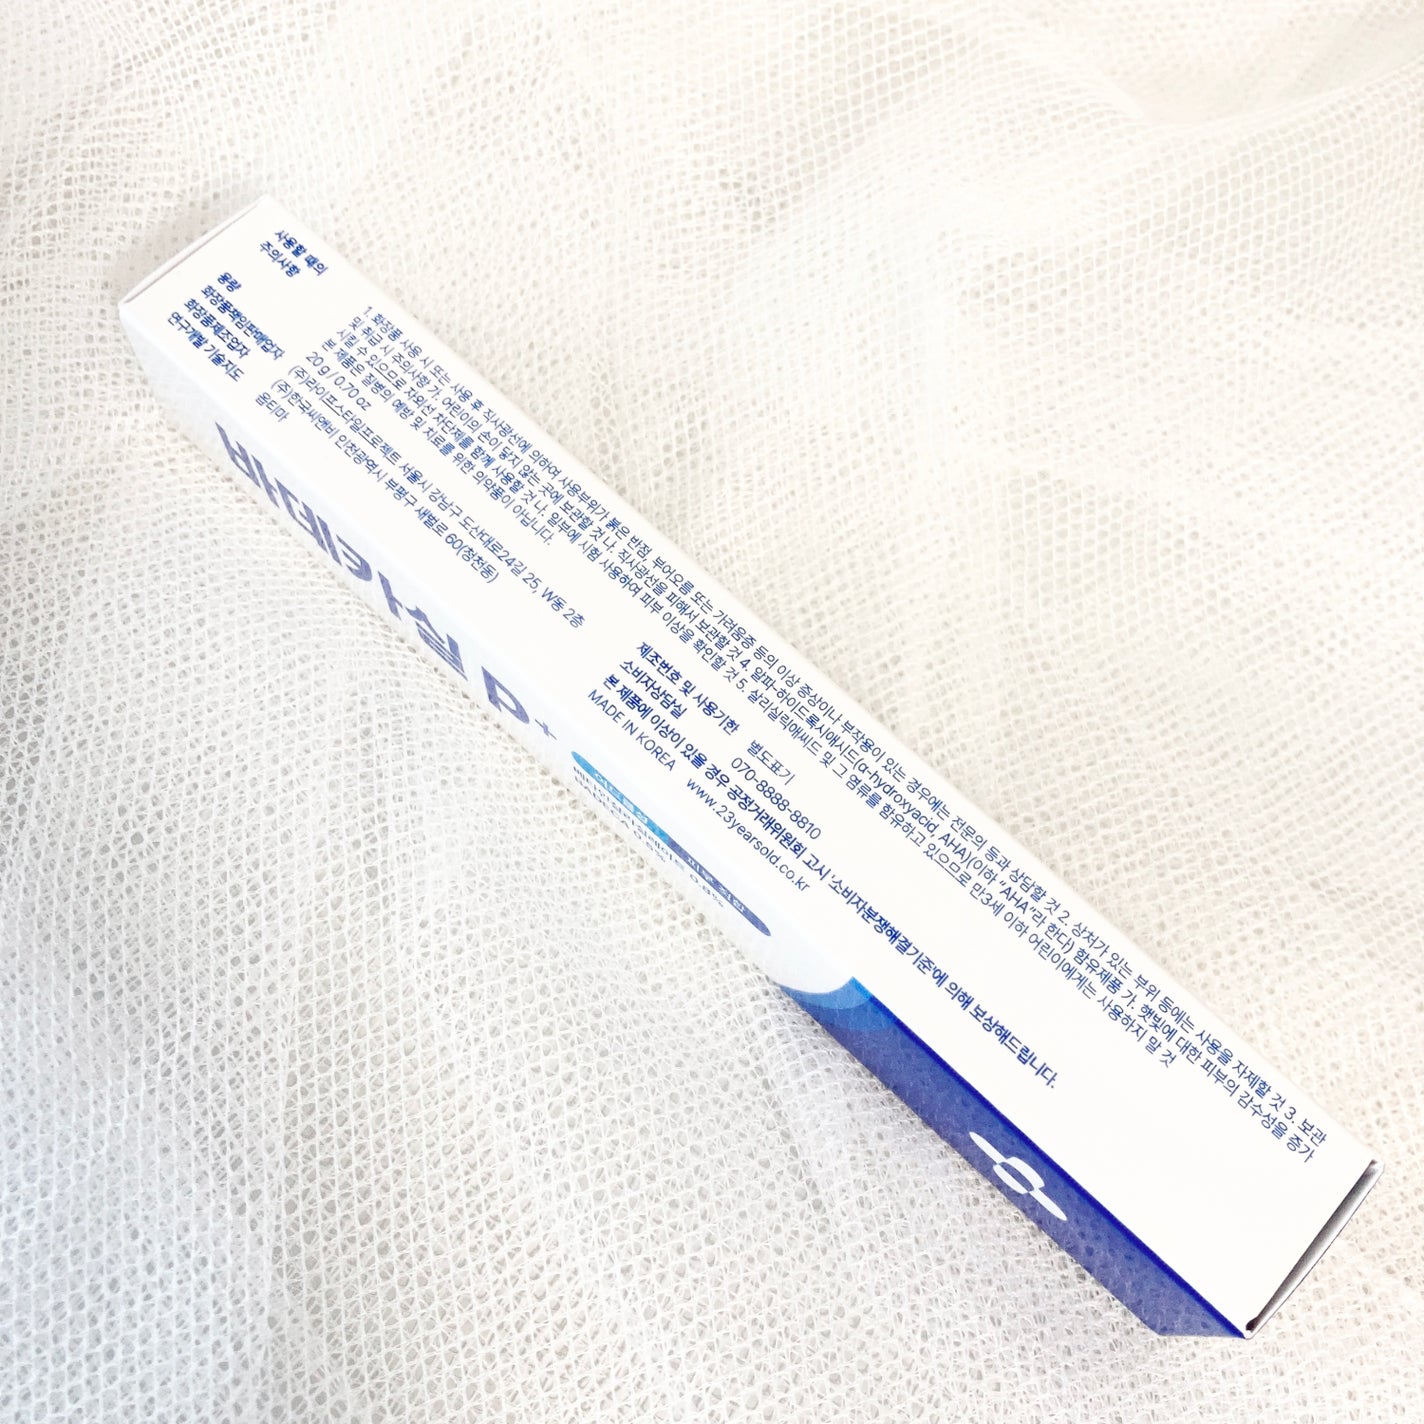 사용할 때의
주의사항
1. 화장품 사용 시 또는 사용 후 직사광선에 의하여 사용부위가 붉은 반점, 부어오름 또는 가려움증 등의 이상 증상이나 부작용이 있는 경우에는 전문의 등과 상담할 것 2. 상처가 있는 부위 등에는 사용을 자제할 것 3. 보관
및 취급 시 주의사항 가. 어린이의 손이 닿지 않는 곳에 보관할 것 나. 직사광선을 피해서 보관할 것 4. 알파-하이드록시애시드(α-hydroxyacid, AHA)(이하 "AHA"라 한다) 함유제품 가. 햇빛에 대한 피부의 감수성을 증가
시킬 수 있으므로 자외선 차단제를 함께 사용할 것 나. 일부에 시험 사용하여 피부 이상을 확인할 것 5. 살리실릭애씨드 및 그 염류를 함유하고 있으므로 만3세 이하 어린이에게는 사용하지 말 것
본 제품은 질병의 예방 및 치료를 위한 의약품이 아닙니다.
용량 20 g / 0.70 oz
화장품책임판매업자 (주)라이프스타일프로젝트 서울시 강남구 도산대로24길 25, W동 2층
화장품제조업자 (주)한국씨앤비 인천광역시 부평구 새벌로 60(청천동)
연구개발 기술지도 옵티마
제조번호 및 사용기한 별도표기
소비자상담실 070-8888-8810
본 제품에 이상이 있을 경우 공정거래위원회 고시 '소비자분쟁해결기준'에 의해 보상해드립니다.
MADE IN KOREA www.23yearsold.co.kr
바데카실 D+
0.8%
0.5%